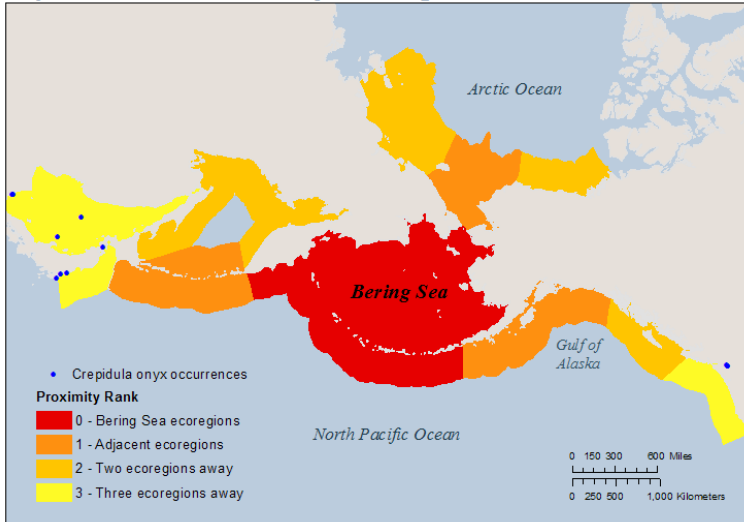 Arctic Ocean
Bering Sea
Gulf of
Alaska
North Pacific Ocean
Crepidula onyx occurrences
Proximity Rank
0 - Bering Sea ecoregions
1 - Adjacent ecoregions
2 - Two ecoregions away
3 - Three ecoregions away
0 150 300 600 Miles
0 250 500 1,000 Kilometers